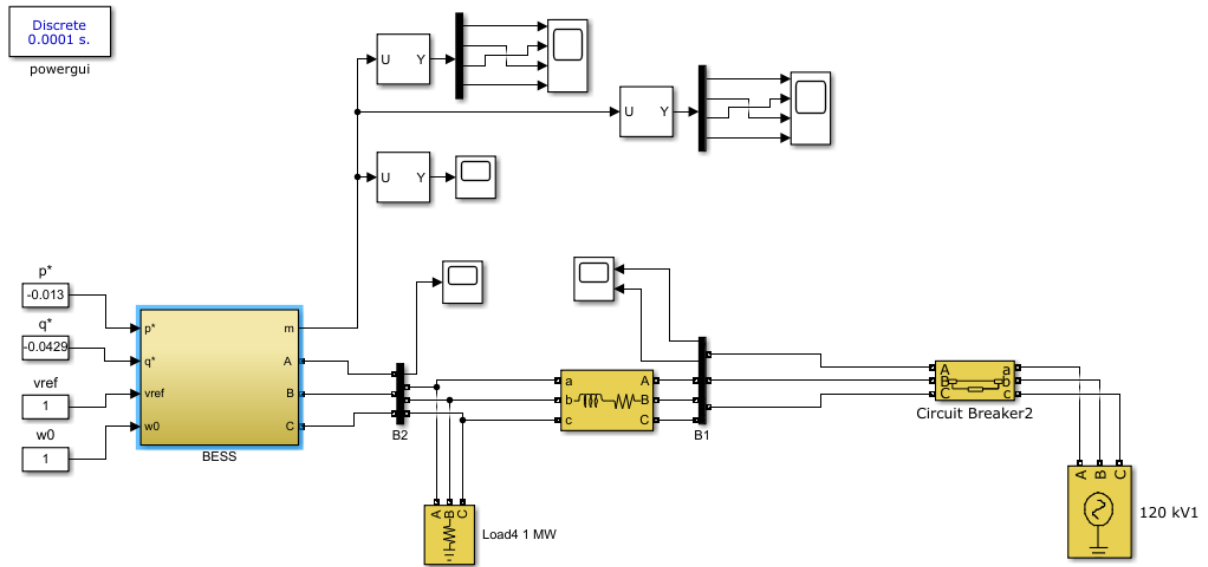 Discrete
0.0001 s.
powergui
U Y
U Y
U Y
p*
-0.013
q*
-0.0429
vref
1
w0
1
p* m
q* A
vref B
w0 C
BESS
B2
A B C
Load4 1 MW
a A
b B
c C
B1
A a
B b
C c
Circuit Breaker2
A B C
120 kV1